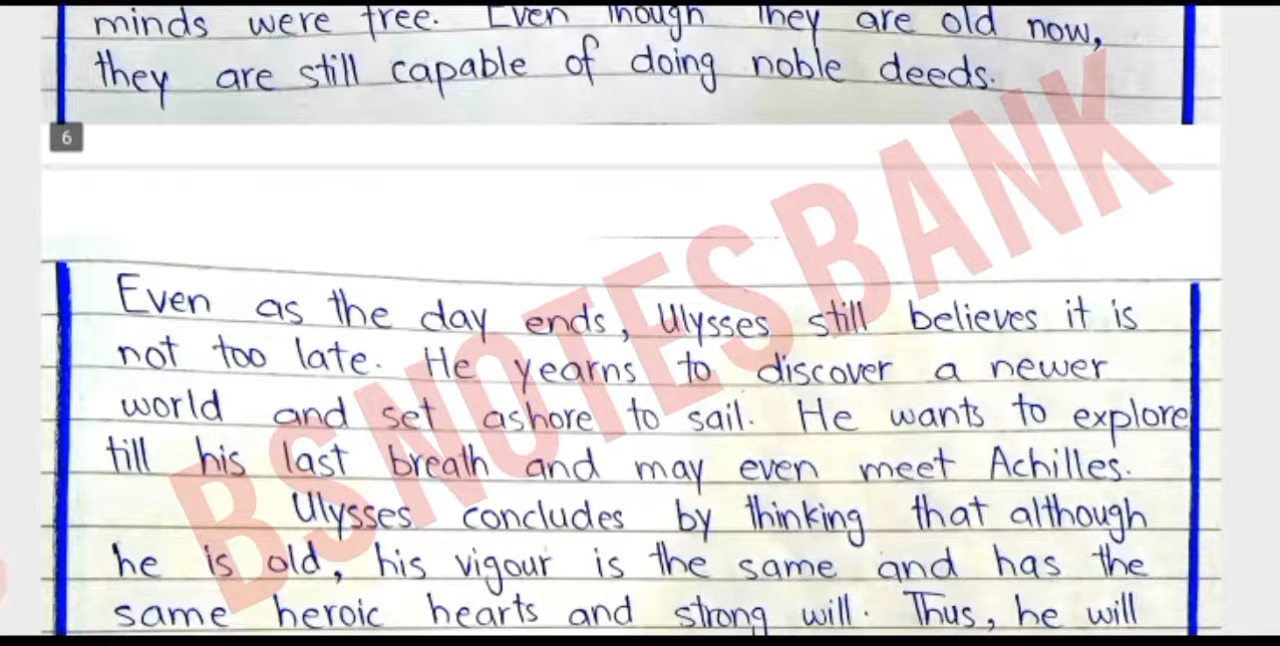 minds were free. Even though they are old now,
they are still capable of doing noble deeds.
6
Even as the day ends, Ulysses still believes it is
not too late. He yearns to discover a newer
world and set ashore to sail. He wants to explore
till his last breath and may even meet Achilles.
Ulysses concludes by thinking that although
he is old, his vigour is the same and has the
same heroic hearts and strong will. Thus, he will
BSNOTESBANK